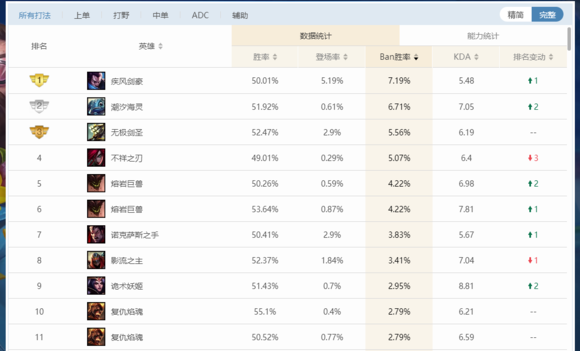 所有打法 上单 打野 中单 ADC 辅助 精简 完整
数据统计 能力统计
排名 英雄 胜率 登场率 Ban胜率 KDA 排名变动
1 疾风剑豪 50.01% 5.19% 7.19% 5.48 1
2 潮汐海灵 51.92% 0.61% 6.71% 7.05 2
3 无极剑圣 52.47% 2.9% 5.56% 6.19 --
4 不祥之刃 49.01% 0.29% 5.07% 6.4 3
5 熔岩巨兽 50.26% 0.59% 4.22% 6.98 2
6 熔岩巨兽 53.64% 0.87% 4.22% 7.81 1
7 诺克萨斯之手 50.41% 2.9% 3.83% 5.67 1
8 影流之主 52.37% 1.84% 3.41% 7.04 1
9 诡术妖姬 51.43% 0.7% 2.95% 8.81 2
10 复仇焰魂 55.1% 0.4% 2.79% 6.21 --
11 复仇焰魂 50.52% 0.77% 2.79% 6.59 --